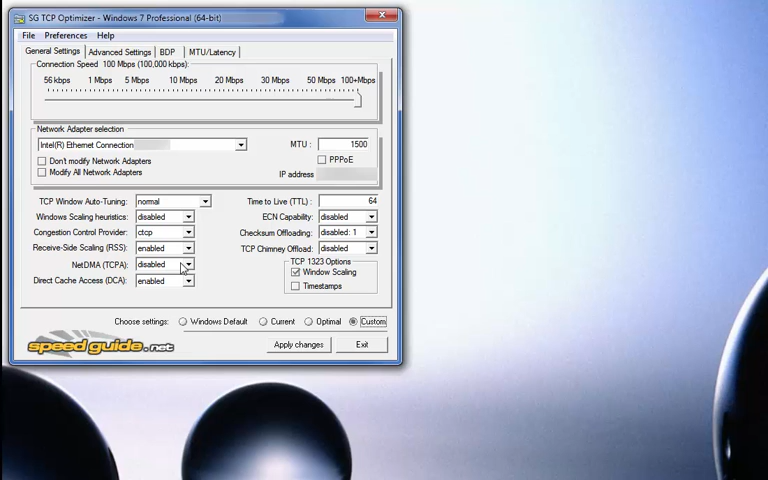 SG TCP Optimizer - Windows 7 Professional (64-bit)
File Preferences Help
General Settings Advanced Settings BDP MTU/Latency
Connection Speed 100 Mbps (100,000 kbps)
56 kbps 1 Mbps 5 Mbps 10 Mbps 20 Mbps 30 Mbps 50 Mbps 100+Mbps
Network Adapter selection
Intel(R) Ethernet Connection MTU : 1500
Don't modify Network Adapters PPPoE
Modify All Network Adapters IP address
TCP Window Auto-Tuning: normal Time to Live (TTL) : 64
Windows Scaling heuristics: disabled ECN Capability: disabled
Congestion Control Provider: ctcp Checksum Offloading: disabled: 1
Receive-Side Scaling (RSS): enabled TCP Chimney Offload: disabled
NetDMA (TCPA): disabled TCP 1323 Options
Window Scaling
Direct Cache Access (DCA): enabled Timestamps
Choose settings: Windows Default Current Optimal Custom
speed guide.net Apply changes Exit